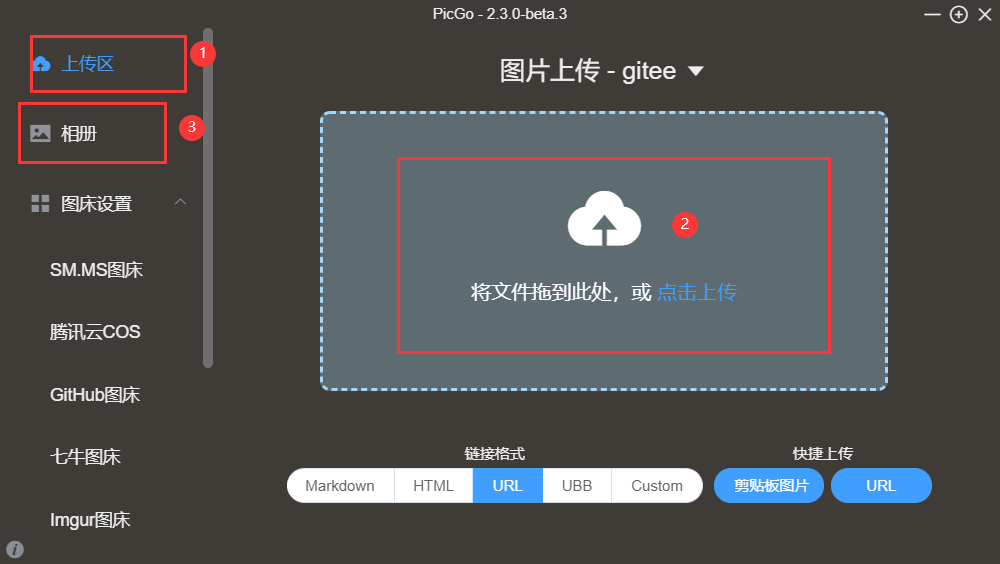 PicGo - 2.3.0-beta.3
上传区
1
相册
3
图床设置
SM.MS图床
腾讯云COS
GitHub图床
七牛图床
Imgur图床
图片上传 - gitee
2
将文件拖到此处，或 点击上传
链接格式
Markdown HTML URL UBB Custom
快捷上传
剪贴板图片 URL
i